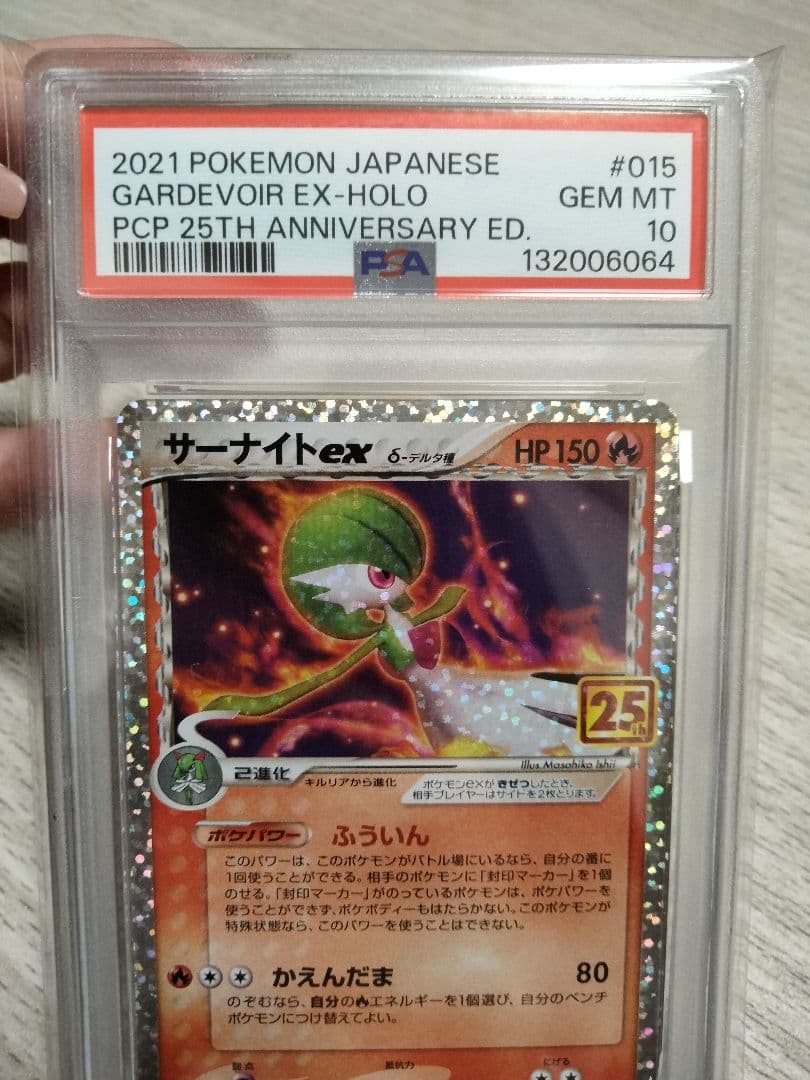 2021 POKEMON JAPANESE #015
GARDEVOIR EX-HOLO GEM MT
PCP 25TH ANNIVERSARY ED. 10
PSA 132006064
サーナイトex δ-デルタ種 HP 150
25th
Illus. Masahiko Ishii
2進化 キルリアから進化
ポケモンexが きぜつしたとき、
相手プレイヤーはサイドを2枚とります。
ポケパワー ふういん
このパワーは、このポケモンがバトル場にいるなら、自分の番に
1回使うことができる。相手のポケモンに「封印マーカー」を1個
のせる。「封印マーカー」がのっているポケモンは、ポケパワーを
使うことができず、ポケボディーもはたらかない。このポケモンが
特殊状態なら、このパワーを使うことはできない。
かえんだま 80
のぞむなら、自分のエネルギーを1個選び、自分のベンチ
ポケモンにつけ替えてよい。
弱点 抵抗力 にげる